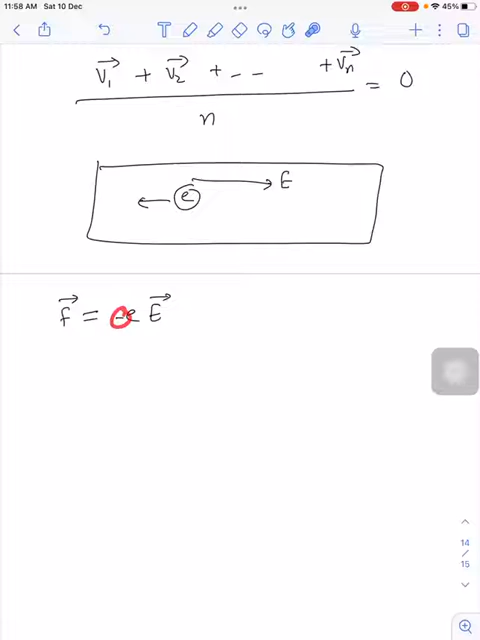 11:58 AM Sat 10 Dec 45%
V₁ + V₂ + -- -- + Vₙ = 0
n
e E
F = -e E
14
/
15